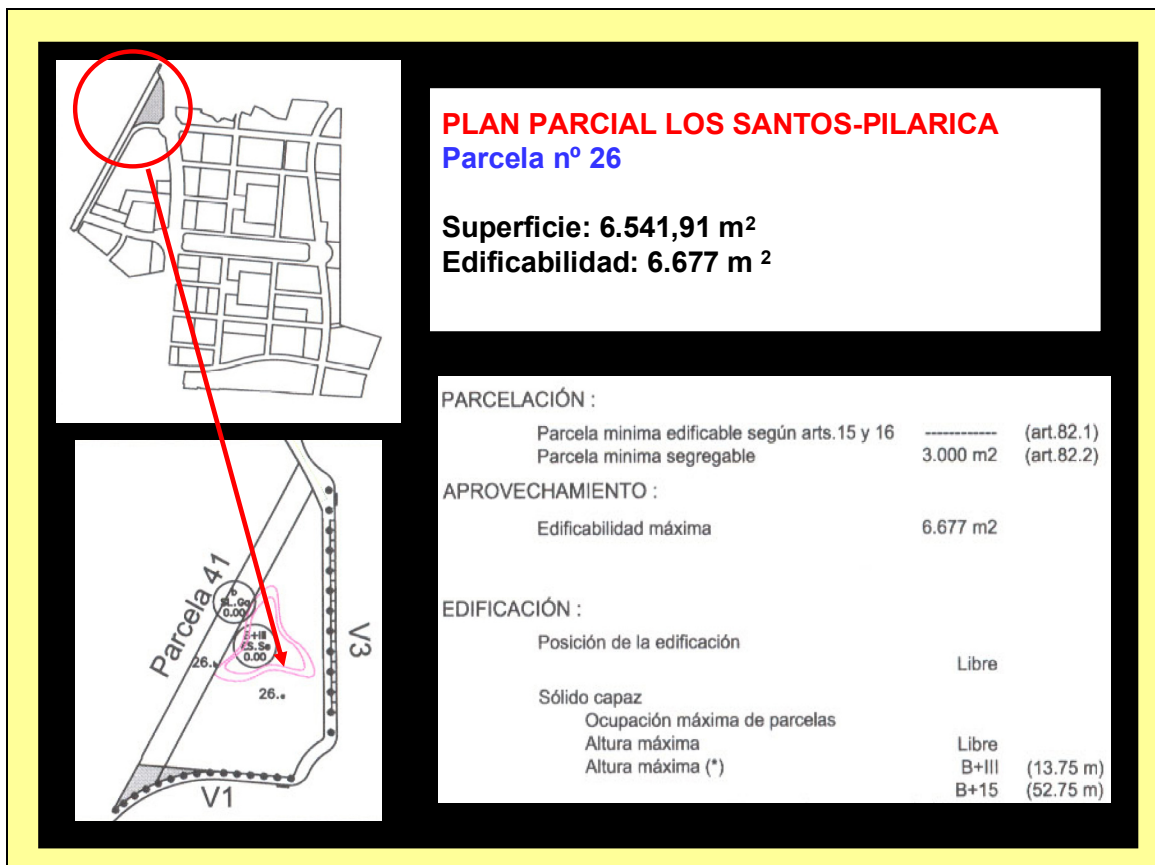 PLAN PARCIAL LOS SANTOS-PILARICA
Parcela nº 26
Superficie: 6.541,91 m²
Edificabilidad: 6.677 m ²
PARCELACIÓN :
Parcela minima edificable según arts.15 y 16 ------------ (art.82.1)
Parcela minima segregable 3.000 m2 (art.82.2)
APROVECHAMIENTO :
Edificabilidad máxima 6.677 m2
EDIFICACIÓN :
Posición de la edificación
Libre
Sólido capaz
Ocupación máxima de parcelas
Altura máxima Libre
Altura máxima (*) B+III (13.75 m)
B+15 (52.75 m)
Parcela 41
0.00
B+III
0.00
26.
26.
V3
V1